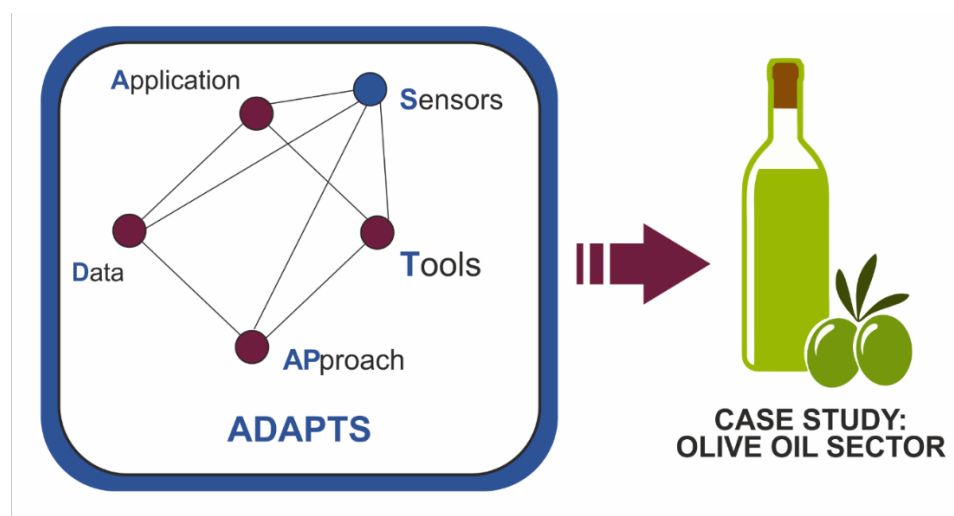 Application
Sensors
Data
Tools
APproach
ADAPTS
CASE STUDY:
OLIVE OIL SECTOR